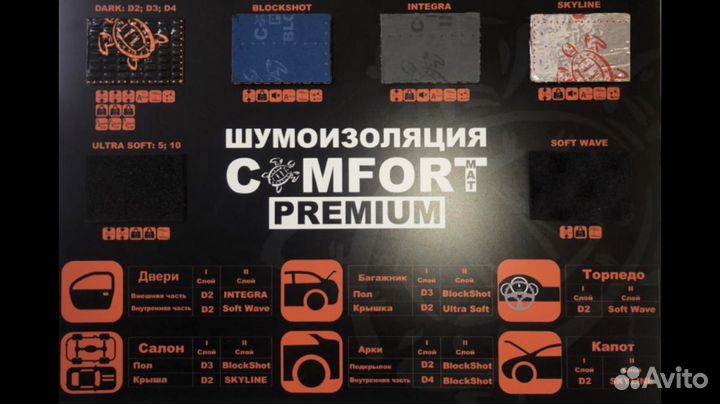 DARK: D2; D3; D4
BLOCKSHOT
INTEGRA
SKYLINE
ULTRA SOFT: 5; 10
SOFT WAVE
ШУМОИЗОЛЯЦИЯ
COMFORT
MAT
PREMIUM
Двери I Слой II Слой
Внешняя часть D2 INTEGRA
Внутренняя часть D2 Soft Wave
Багажник I Слой II Слой
Пол D3 BlockShot
Крышка D2 Ultra Soft
Торпедо
I Слой II Слой
D2 Soft Wave
Салон I Слой II Слой
Пол D3 BlockShot
Крыша D2 SKYLINE
Арки I Слой II Слой
Подкрылок D2 BlockShot
Внутренняя часть D4 BlockShot
Капот
I Слой II Слой
D2 SKYLINE
Avito